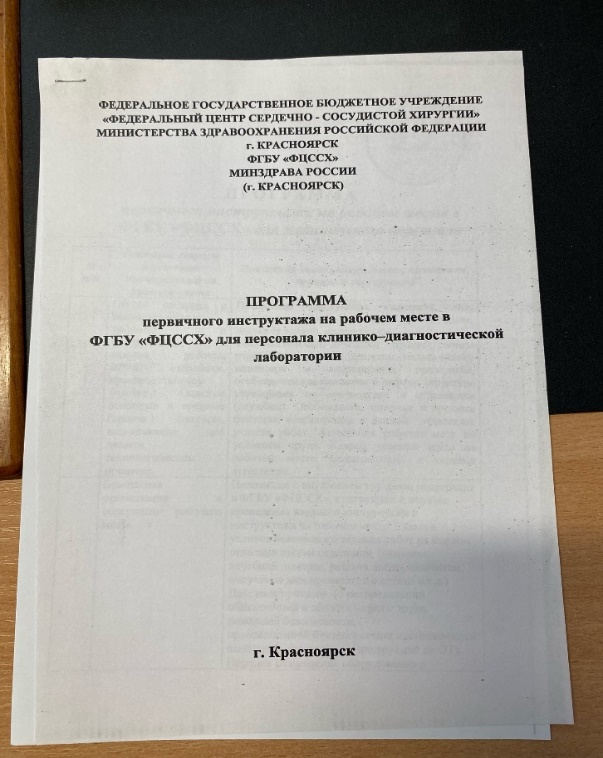 ФЕДЕРАЛЬНОЕ ГОСУДАРСТВЕННОЕ БЮДЖЕТНОЕ УЧРЕЖДЕНИЕ
«ФЕДЕРАЛЬНЫЙ ЦЕНТР СЕРДЕЧНО - СОСУДИСТОЙ ХИРУРГИИ»
МИНИСТЕРСТВА ЗДРАВООХРАНЕНИЯ РОССИЙСКОЙ ФЕДЕРАЦИИ
г. КРАСНОЯРСК
ФГБУ «ФЦССХ»
МИНЗДРАВА РОССИИ
(г. КРАСНОЯРСК)
ПРОГРАММА
первичного инструктажа на рабочем месте в
ФГБУ «ФЦССХ» для персонала клинико–диагностической
лаборатории
г. Красноярск